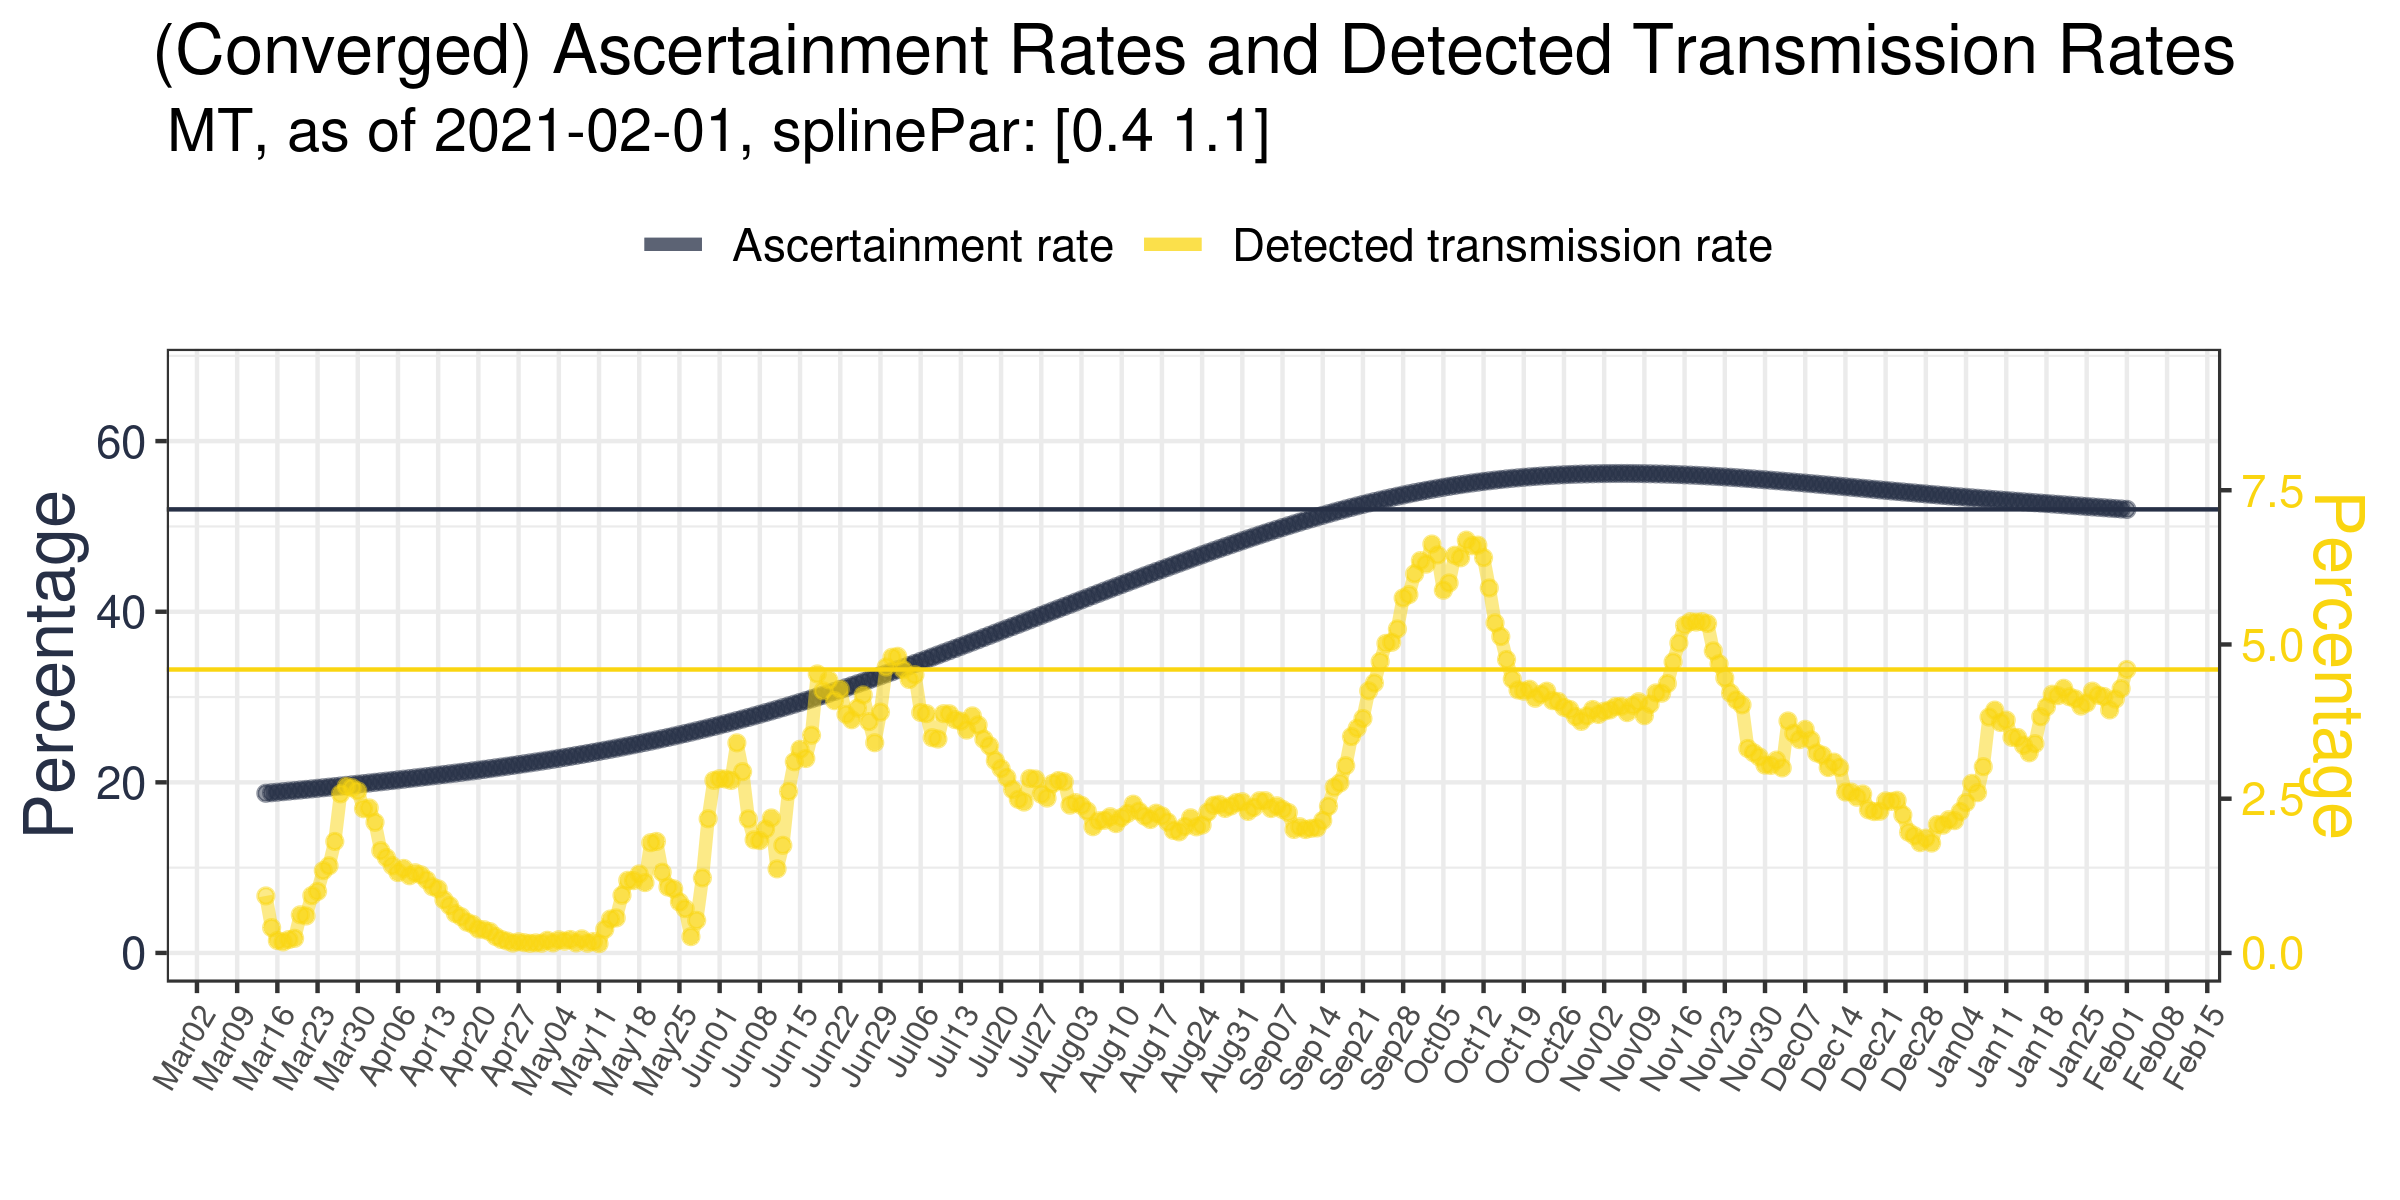 (Converged) Ascertainment Rates and Detected Transmission Rates
MT, as of 2021-02-01, splinePar: [0.4 1.1]
Ascertainment rate
Detected transmission rate
Percentage
60
40
20
0
7.5
5.0
2.5
0.0
Percentage
Mar02
Mar09
Mar16
Mar23
Mar30
Apr06
Apr13
Apr20
Apr27
May04
May11
May18
May25
Jun01
Jun08
Jun15
Jun22
Jun29
Jul06
Jul13
Jul20
Jul27
Aug03
Aug10
Aug17
Aug24
Aug31
Sep07
Sep14
Sep21
Sep28
Oct05
Oct12
Oct19
Oct26
Nov02
Nov09
Nov16
Nov23
Nov30
Dec07
Dec14
Dec21
Dec28
Jan04
Jan11
Jan18
Jan25
Feb01
Feb08
Feb15